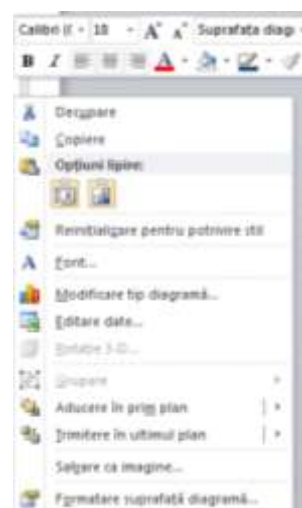 Calibri (( 18 A A Suprafata diag
B I A
Decupare
Copiere
Opțiuni lipire:
Reinițializare pentru potrivire stil
A Font...
Modificare tip diagramă...
Editare date...
Rotație 3-D...
Grupare
Aducere în prim plan
Trimitere în ultimul plan
Salvare ca imagine...
Formatare suprafață diagramă...